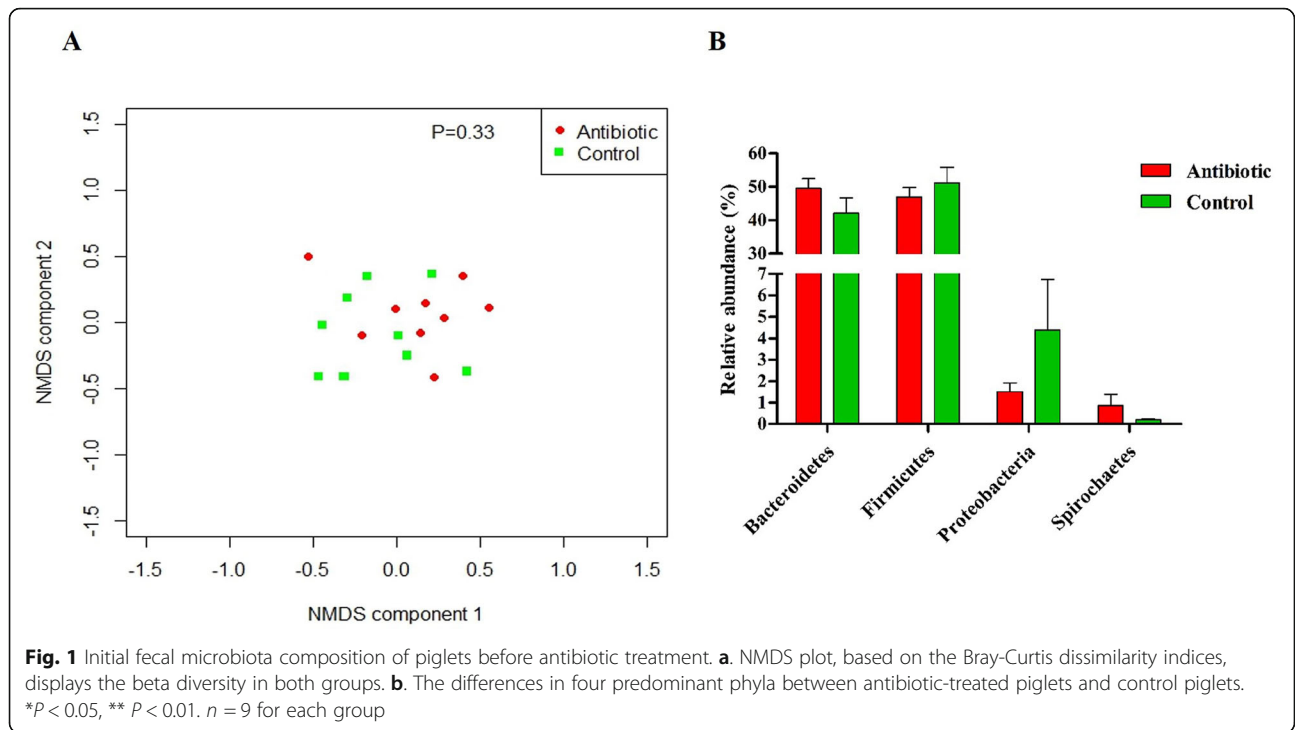 A
P=0.33
Antibiotic
Control
NMDS component 2
1.5
1.0
0.5
0.0
-0.5
-1.0
-1.5
-1.5 -1.0 -0.5 0.0 0.5 1.0 1.5
NMDS component 1
B
Antibiotic
Control
Relative abundance (%)
60
50
40
30
7
6
5
4
3
2
1
0
Bacteroidetes
Firmicutes
Proteobacteria
Spirochaetes
Fig. 1 Initial fecal microbiota composition of piglets before antibiotic treatment. a. NMDS plot, based on the Bray-Curtis dissimilarity indices,
displays the beta diversity in both groups. b. The differences in four predominant phyla between antibiotic-treated piglets and control piglets.
*P < 0.05, ** P < 0.01. n = 9 for each group